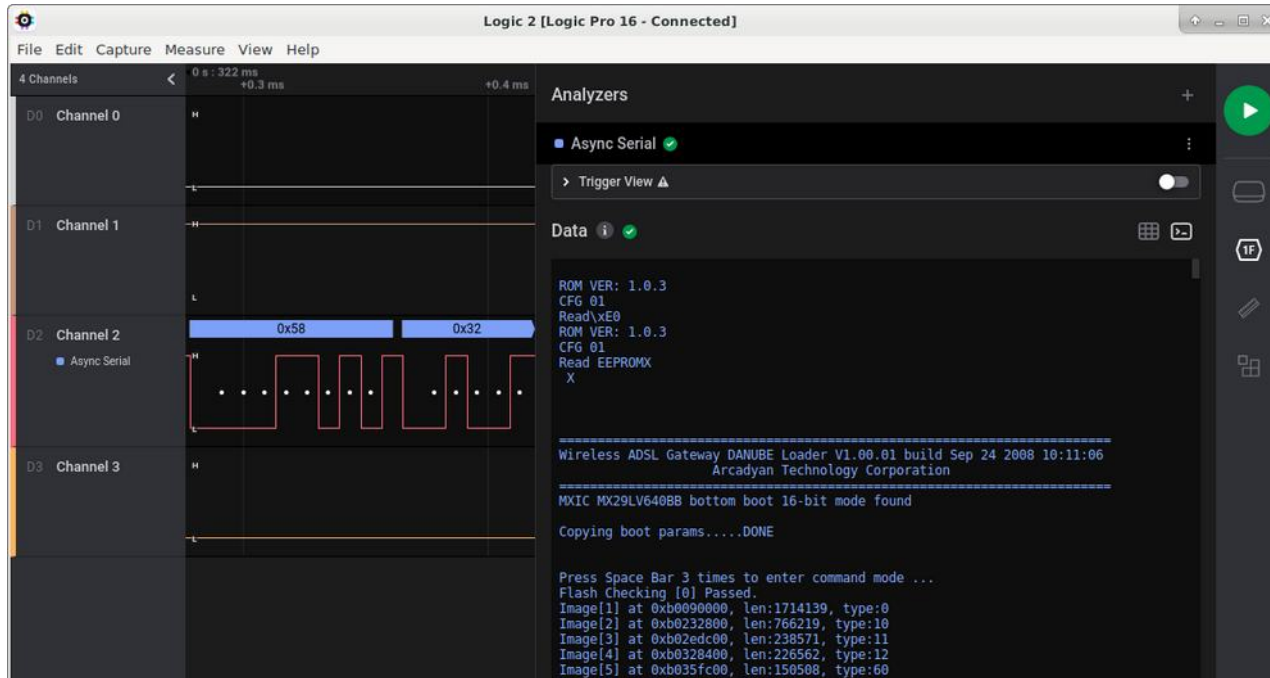 Logic 2 [Logic Pro 16 - Connected]
File Edit Capture Measure View Help
4 Channels
0 s : 322 ms
+0.3 ms
+0.4 ms
D0 Channel 0
H
L
D1 Channel 1
H
L
D2 Channel 2
Async Serial
0x58
0x32
H
L
D3 Channel 3
H
L
Analyzers
Async Serial
Trigger View
Data
1F
ROM VER: 1.0.3
CFG 01
Read\xE0
ROM VER: 1.0.3
CFG 01
Read EEPROMX
X
=======================================================================
Wireless ADSL Gateway DANUBE Loader V1.00.01 build Sep 24 2008 10:11:06
Arcadyan Technology Corporation
=======================================================================
MXIC MX29LV640BB bottom boot 16-bit mode found
Copying boot params.....DONE
Press Space Bar 3 times to enter command mode ...
Flash Checking [0] Passed.
Image[1] at 0xb0090000, len:1714139, type:0
Image[2] at 0xb0232800, len:766219, type:10
Image[3] at 0xb02edc00, len:238571, type:11
Image[4] at 0xb0328400, len:226562, type:12
Image[5] at 0xb035fc00, len:150508, type:60